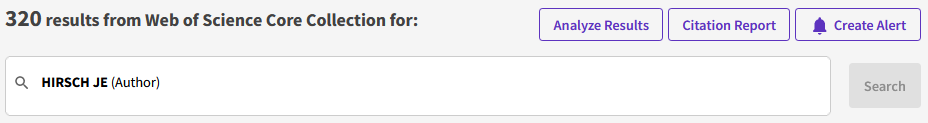 320 results from Web of Science Core Collection for:
Analyze Results
Citation Report
Create Alert
HIRSCH JE (Author)
Search